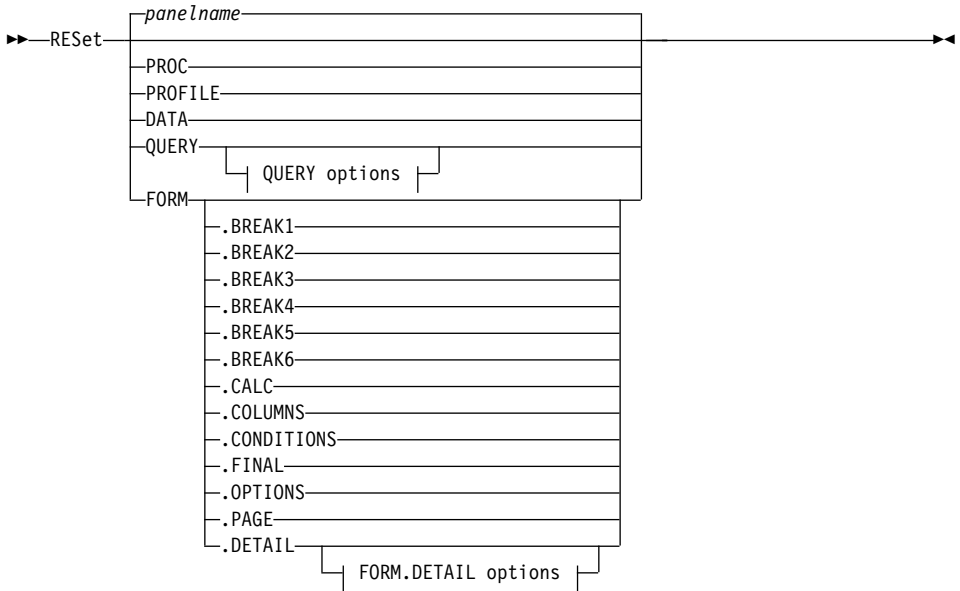 panelname
RESet
PROC
PROFILE
DATA
QUERY
QUERY options
FORM
.BREAK1
.BREAK2
.BREAK3
.BREAK4
.BREAK5
.BREAK6
.CALC
.COLUMNS
.CONDITIONS
.FINAL
.OPTIONS
.PAGE
.DETAIL
FORM.DETAIL options